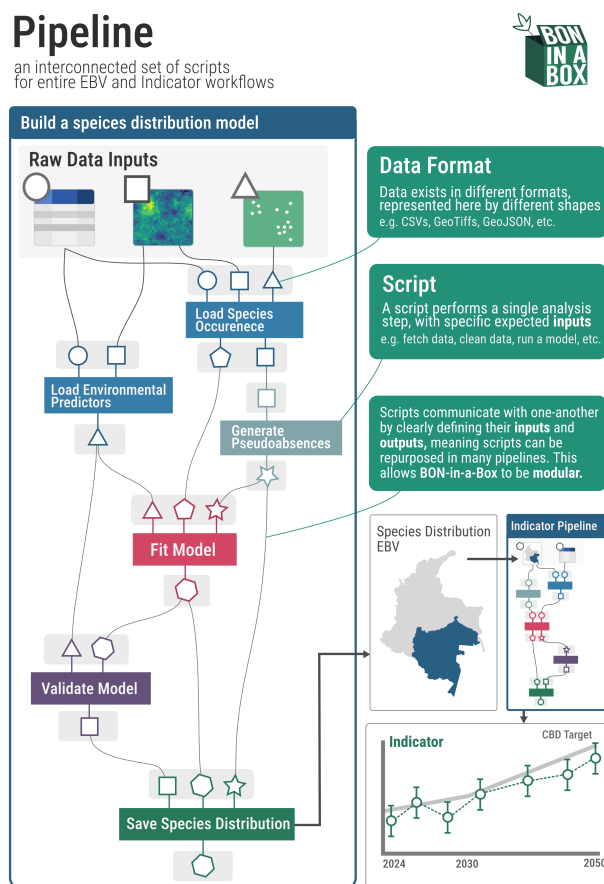 Pipeline
an interconnected set of scripts
for entire EBV and Indicator workflows
BON
IN A
BOX
Build a speices distribution model
Raw Data Inputs
Data Format
Data exists in different formats,
represented here by different shapes
e.g. CSVs, GeoTiffs, GeoJSON, etc.
Load Species
Occurenece
Script
A script performs a single analysis
step, with specific expected inputs
e.g. fetch data, clean data, run a model, etc.
Load Environmental
Predictors
Generate
Pseudoabsences
Scripts communicate with one-another
by clearly defining their inputs and
outputs, meaning scripts can be
repurposed in many pipelines. This
allows BON-in-a-Box to be modular.
Fit Model
Species Distribution
EBV
Indicator Pipeline
Validate Model
Save Species Distribution
Indicator
CBD Target
2024
2030
2050